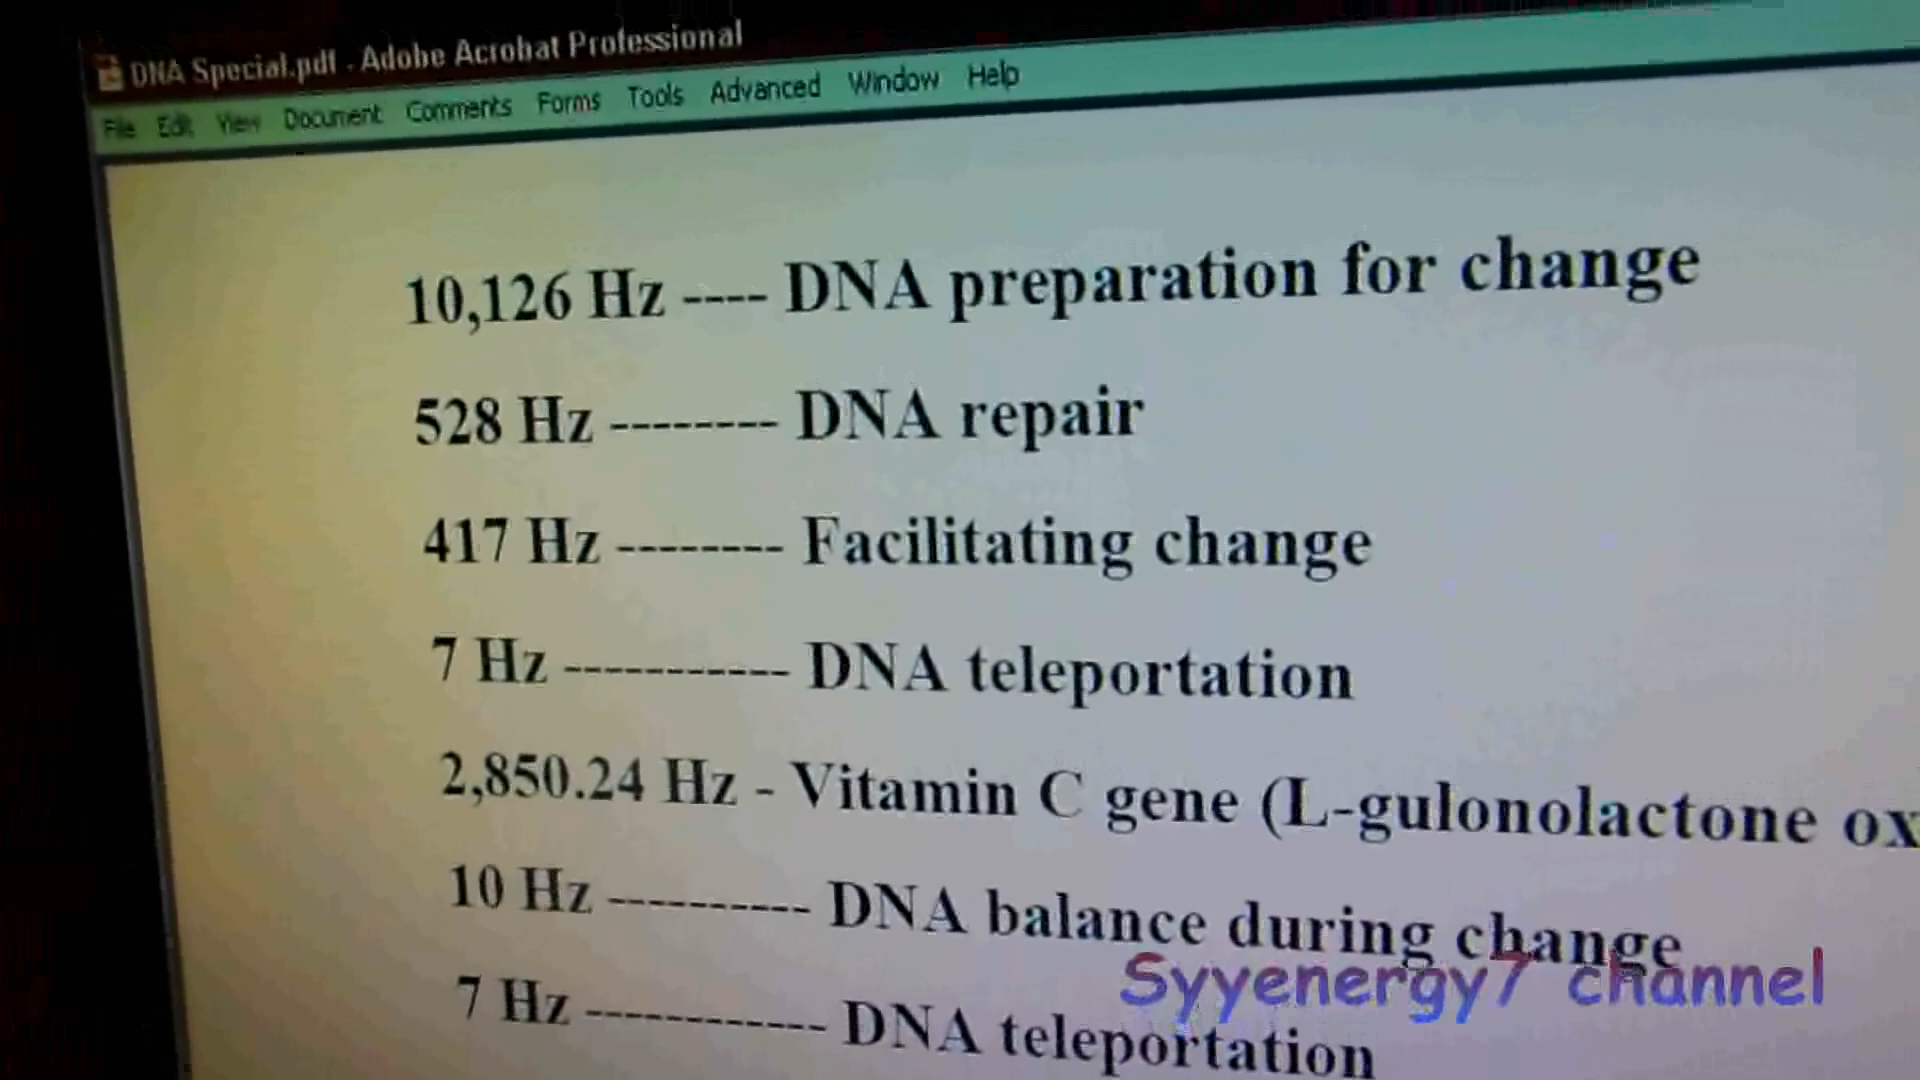 DNA Special.pdf - Adobe Acrobat Professional
File Edit View Document Comments Forms Tools Advanced Window Help
10,126 Hz ---- DNA preparation for change
528 Hz -------- DNA repair
417 Hz -------- Facilitating change
7 Hz ----------- DNA teleportation
2,850.24 Hz - Vitamin C gene (L-gulonolactone ox
10 Hz ---------- DNA balance during change
Syyenergy7 channel
7 Hz ------------ DNA teleportation